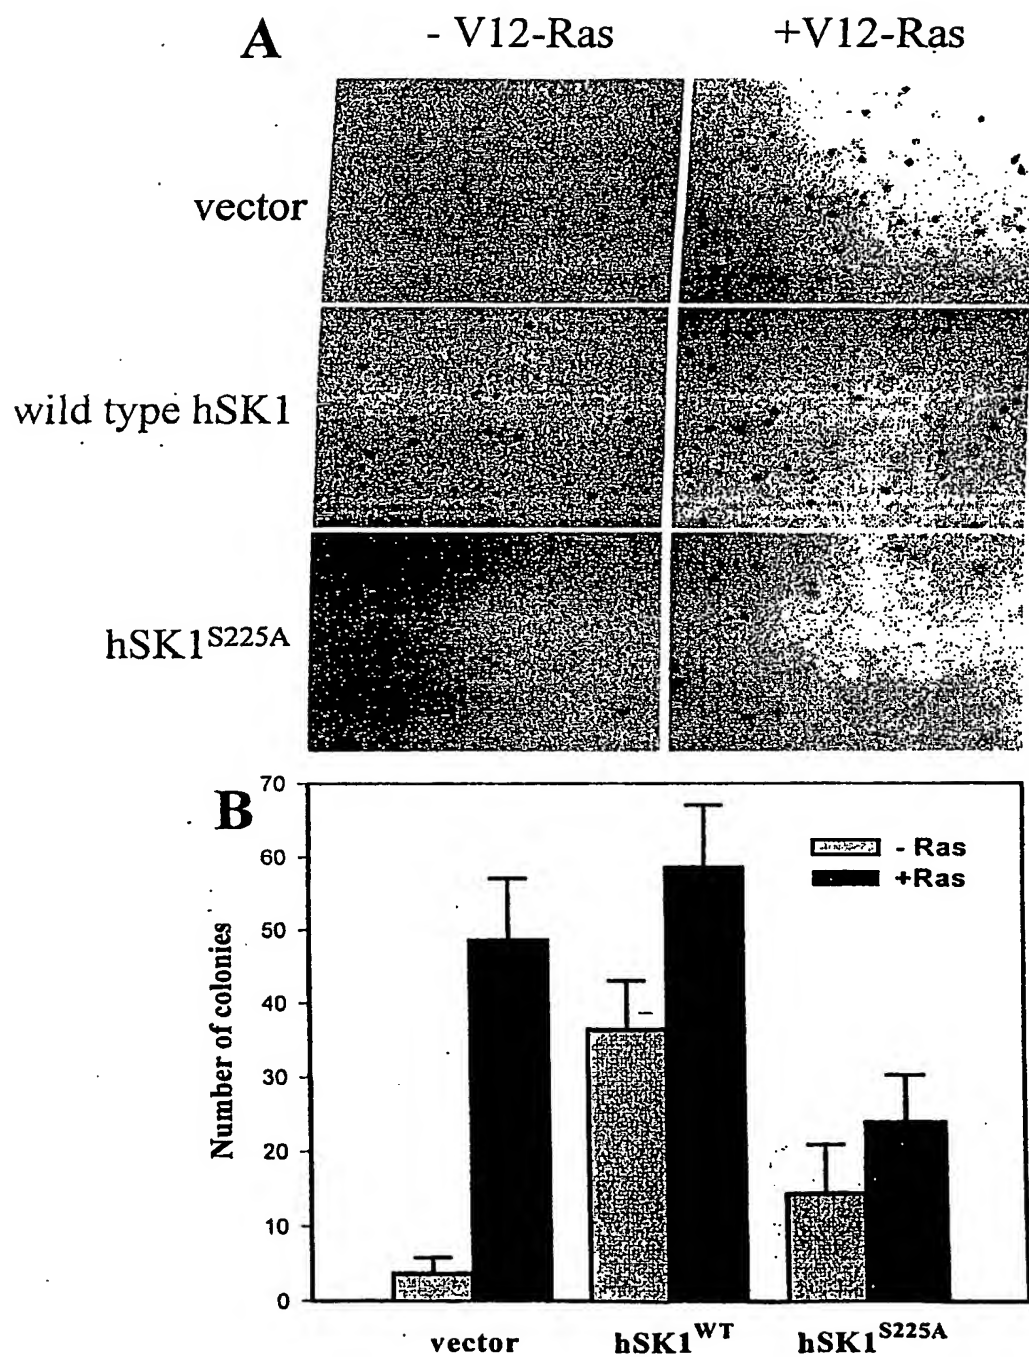 A
- V12-Ras
+V12-Ras
vector
wild type hSK1
hSK1S225A
B
70
60
50
40
30
20
10
0
Number of colonies
- Ras
+Ras
vector
hSK1WT
hSK1S225A